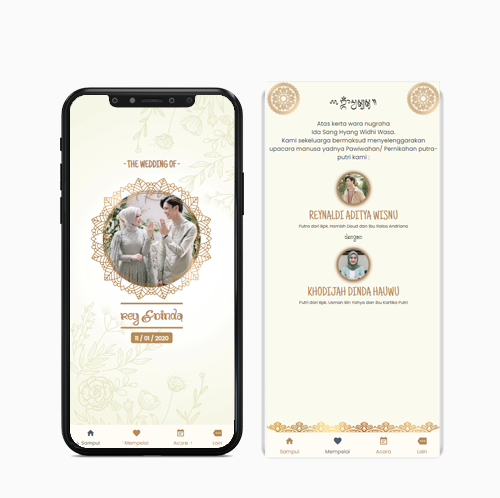 - THE WEDDING OF -
Rey & Dinda
11 / 01 / 2020
Sampul
Mempelai
Acara
Lain
Atas kerta wara nugraha
Ida Sang Hyang Widhi Wasa.
Kami sekeluarga bermaksud menyelenggarakan
upacara manusa yadnya Pawiwahan/ Pernikahan putra-
putri kami :
REYNALDI ADITYA WISNU
Putra dari Bpk. Hamish Daud dan Ibu Raisa Andriana
dengan
KHODIJAH DINDA HAUWU
Putri dari Bpk. Usman Bin Yahya dan Ibu Kartika Putri
Sampul
Mempelai
Acara
Lain